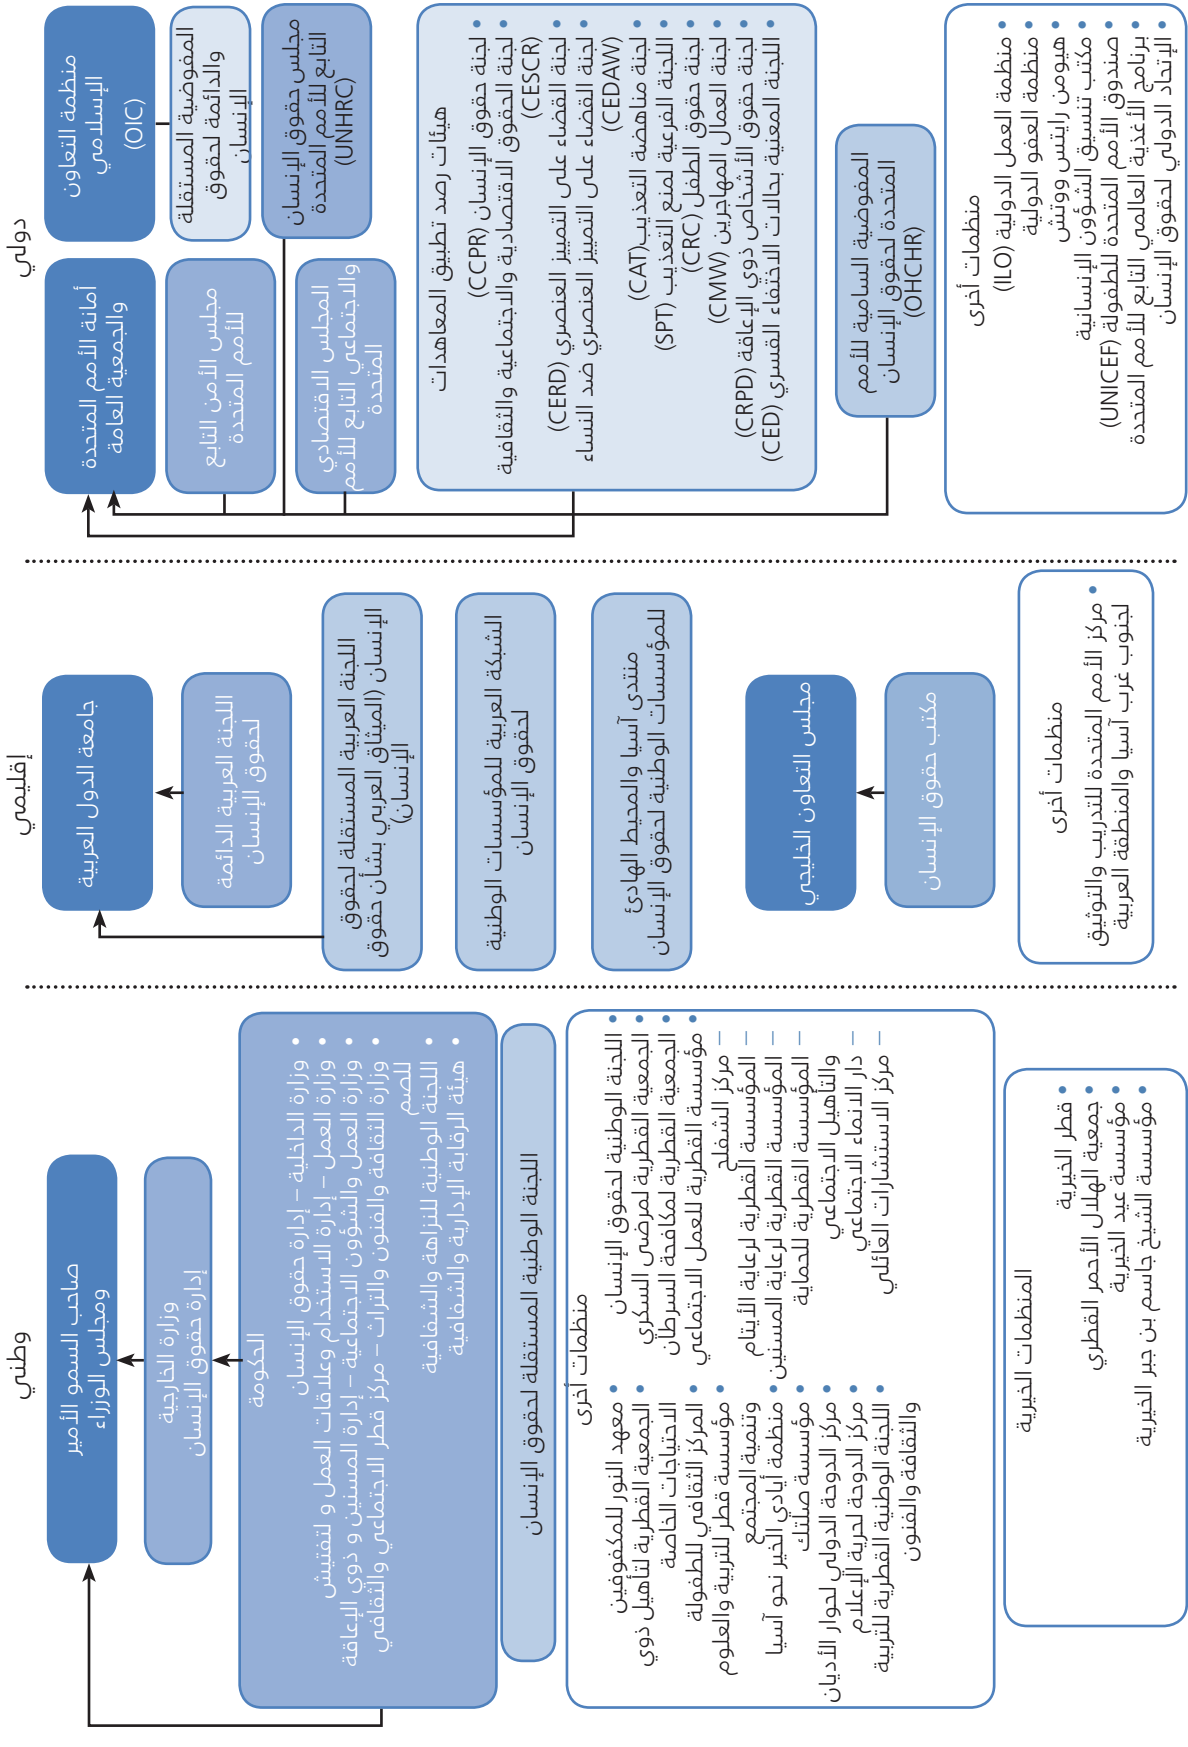 دولي
منظمة التعاون
الإسلامي
(OIC)
المفوضية المستقلة
والدائمة لحقوق
الإنسان
مجلس حقوق الإنسان
التابع للأمم المتحدة
(UNHRC)
أمانة الأمم المتحدة
والجمعية العامة
مجلس الأمن التابع
للأمم المتحدة
المجلس الاقتصادي
والاجتماعي التابع للأمم
المتحدة
هيئات رصد تطبيق المعاهدات
• لجنة حقوق الإنسان (CCPR)
• لجنة الحقوق الاقتصادية والاجتماعية والثقافية
(CESCR)
• لجنة القضاء على التمييز العنصري (CERD)
• لجنة القضاء على التمييز العنصري ضد النساء
(CEDAW)
• لجنة مناهضة التعذيب(CAT)
• اللجنة الفرعية لمنع التعذيب (SPT)
• لجنة حقوق الطفل (CRC)
• لجنة العمال المهاجرين (CMW)
• لجنة حقوق الأشخاص ذوي الإعاقة (CRPD)
• اللجنة المعنية بحالات الاختفاء القسري (CED)
المفوضية السامية للأمم
المتحدة لحقوق الإنسان
(OHCHR)
منظمات أخرى
• منظمة العمل الدولية (ILO)
• منظمة العفو الدولية
• هيومن رايتس ووتش
• مكتب تنسيق الشؤون الإنسانية
• صندوق الأمم المتحدة للطفولة (UNICEF)
• برنامج الأغذية العالمي التابع للأمم المتحدة
• الإتحاد الدولي لحقوق الإنسان
إقليمي
جامعة الدول العربية
اللجنة العربية الدائمة
لحقوق الإنسان
اللجنة العربية المستقلة لحقوق
الإنسان (الميثاق العربي بشأن حقوق
الإنسان)
الشبكة العربية للمؤسسات الوطنية
لحقوق الإنسان
منتدى آسيا والمحيط الهادئ
للمؤسسات الوطنية لحقوق الإنسان
مجلس التعاون الخليجي
مكتب حقوق الإنسان
منظمات أخرى
• مركز الأمم المتحدة للتدريب والتوثيق
لجنوب غرب آسيا والمنطقة العربية
وطني
صاحب السمو الأمير
ومجلس الوزراء
وزارة الخارجية
إدارة حقوق الإنسان
الحكومة
• وزارة الداخلية – إدارة حقوق الإنسان
• وزارة العمل – إدارة الاستخدام وعلاقات العمل و لتفتيش
• وزارة العمل والشؤون الاجتماعية – إدارة المسنين و ذوي الإعاقة
• وزارة الثقافة والفنون والتراث – مركز قطر الاجتماعي والثقافي
للصم
• اللجنة الوطنية للنزاهة والشفافية
• هيئة الرقابة الإدارية والشفافية
اللجنة الوطنية المستقلة لحقوق الإنسان
منظمات أخرى
• اللجنة الوطنية لحقوق الإنسان
• الجمعية القطرية لمرضى السكري
• الجمعية القطرية لمكافحة السرطان
• مؤسسة القطرية للعمل الاجتماعي
– مركز الشفلح
– المؤسسة القطرية لرعاية الأيتام
– المؤسسة القطرية لرعاية المسنين
– المؤسسة القطرية للحماية
والتأهيل الاجتماعي
– دار الانماء الاجتماعي
– مركز الاستشارات العائلي
• معهد النور للمكفوفين
• الجمعية القطرية لتأهيل ذوي
الاحتياجات الخاصة
• المركز الثقافي للطفولة
• مؤسسة قطر للتربية والعلوم
وتنمية المجتمع
• منظمة أيادي الخير نحو آسيا
• مؤسسة صلتك
• مركز الدوحة الدولي لحوار الأديان
• مركز الدوحة لحرية الإعلام
• اللجنة الوطنية القطرية للتربية
والثقافة والفنون
المنظمات الخيرية
• قطر الخيرية
• جمعية الهلال الأحمر القطري
• مؤسسة عيد الخيرية
• مؤسسة الشيخ جاسم بن جبر الخيرية